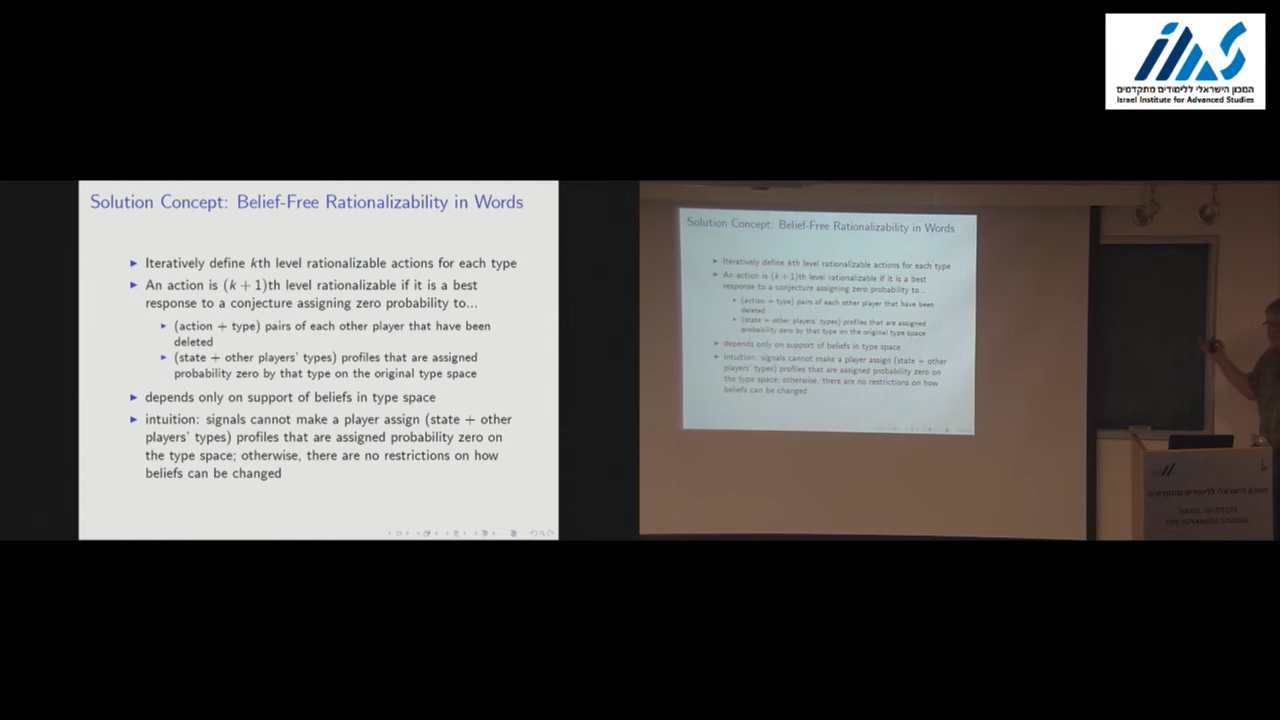 המכון הישראלי ללימודים מתקדמים
Israel Institute for Advanced Studies
Solution Concept: Belief-Free Rationalizability in Words
► Iteratively define kth level rationalizable actions for each type
► An action is (k + 1)th level rationalizable if it is a best
response to a conjecture assigning zero probability to...
► (action + type) pairs of each other player that have been
deleted
► (state + other players' types) profiles that are assigned
probability zero by that type on the original type space
► depends only on support of beliefs in type space
► intuition: signals cannot make a player assign (state + other
players' types) profiles that are assigned probability zero on
the type space; otherwise, there are no restrictions on how
beliefs can be changed
Solution Concept: Belief-Free Rationalizability in Words
► Iteratively define kth level rationalizable actions for each type
► An action is (k + 1)th level rationalizable if it is a best
response to a conjecture assigning zero probability to...
► (action + type) pairs of each other player that have been
deleted
► (state + other players' types) profiles that are assigned
probability zero by that type on the original type space
► depends only on support of beliefs in type space
► intuition: signals cannot make a player assign (state + other
players' types) profiles that are assigned probability zero on
the type space; otherwise, there are no restrictions on how
beliefs can be changed
המכון הישראלי ללימודים מתקדמים
ISRAEL INSTITUTE
FOR ADVANCED STUDIES